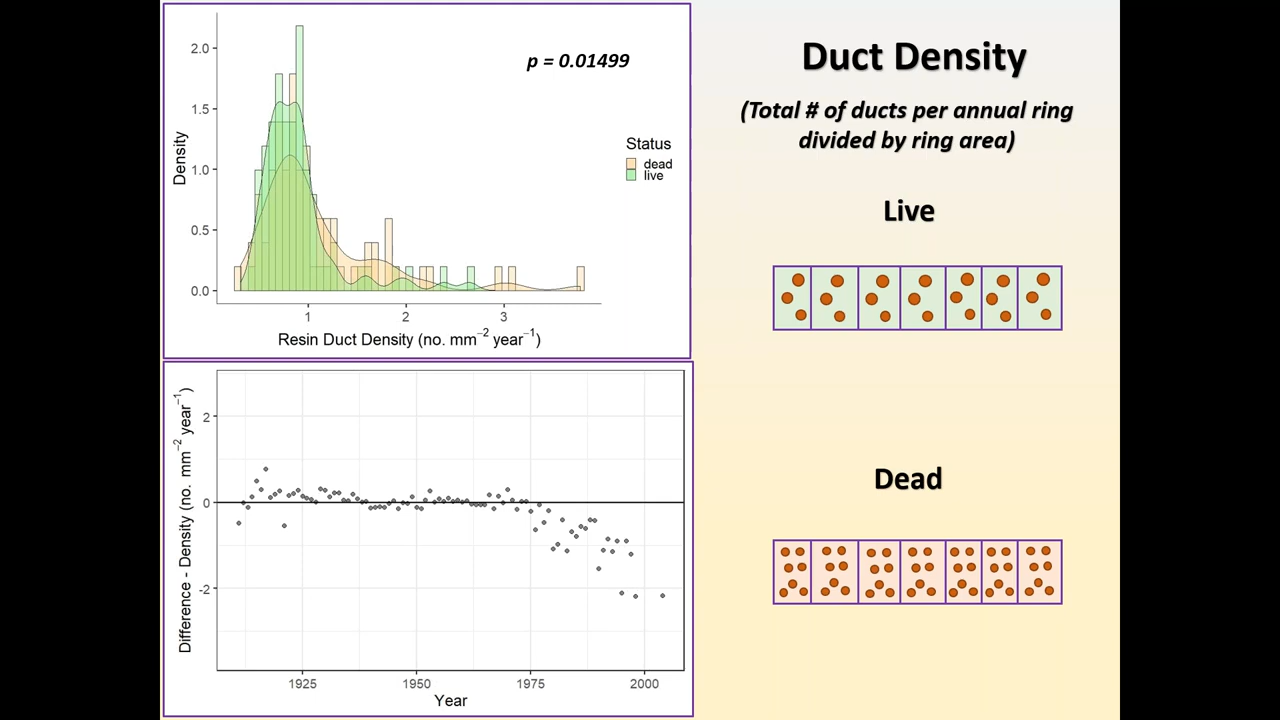 2.0
1.5
1.0
0.5
0.0
Density
1
2
3
Resin Duct Density (no. mm⁻² year⁻¹)
p = 0.01499
Status
dead
live
2
0
-2
Difference - Density (no. mm⁻² year⁻¹)
1925
1950
1975
2000
Year
Duct Density
(Total # of ducts per annual ring
divided by ring area)
Live
Dead